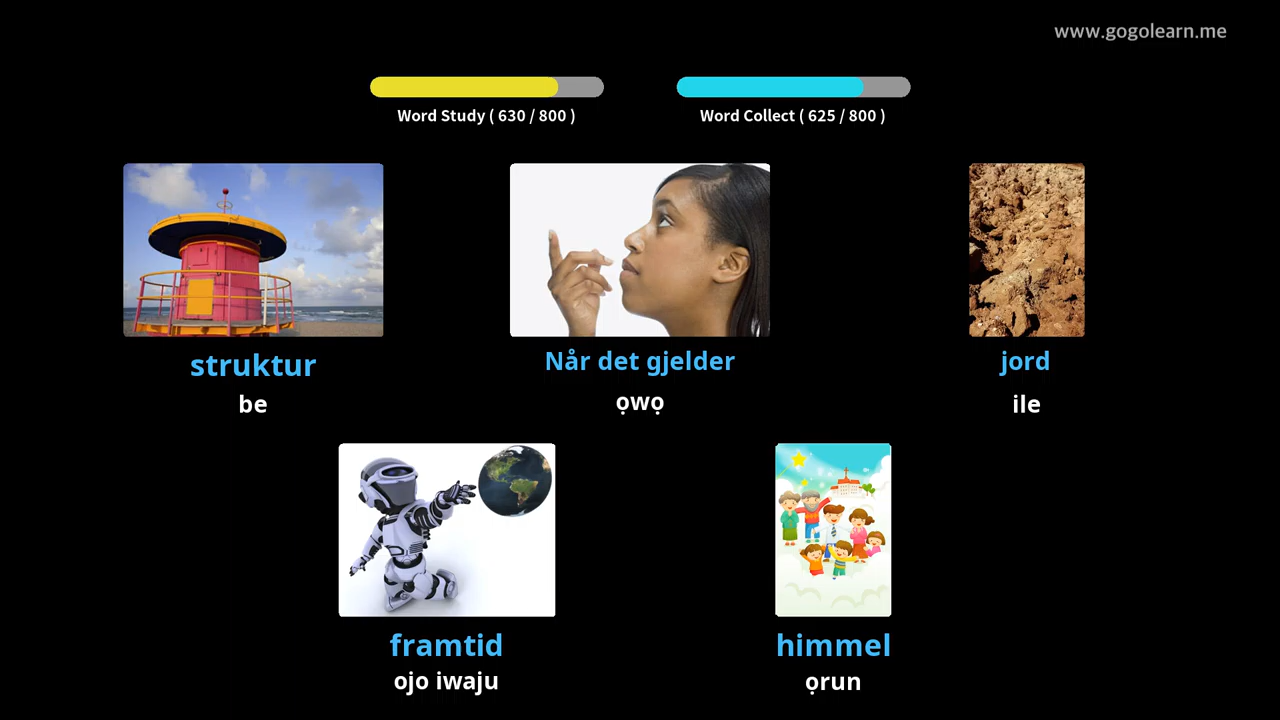 www.gogolearn.me
Word Study ( 630 / 800 )
Word Collect ( 625 / 800 )
struktur
be
Når det gjelder
ọwọ
jord
ile
framtid
ojo iwaju
himmel
ọrun